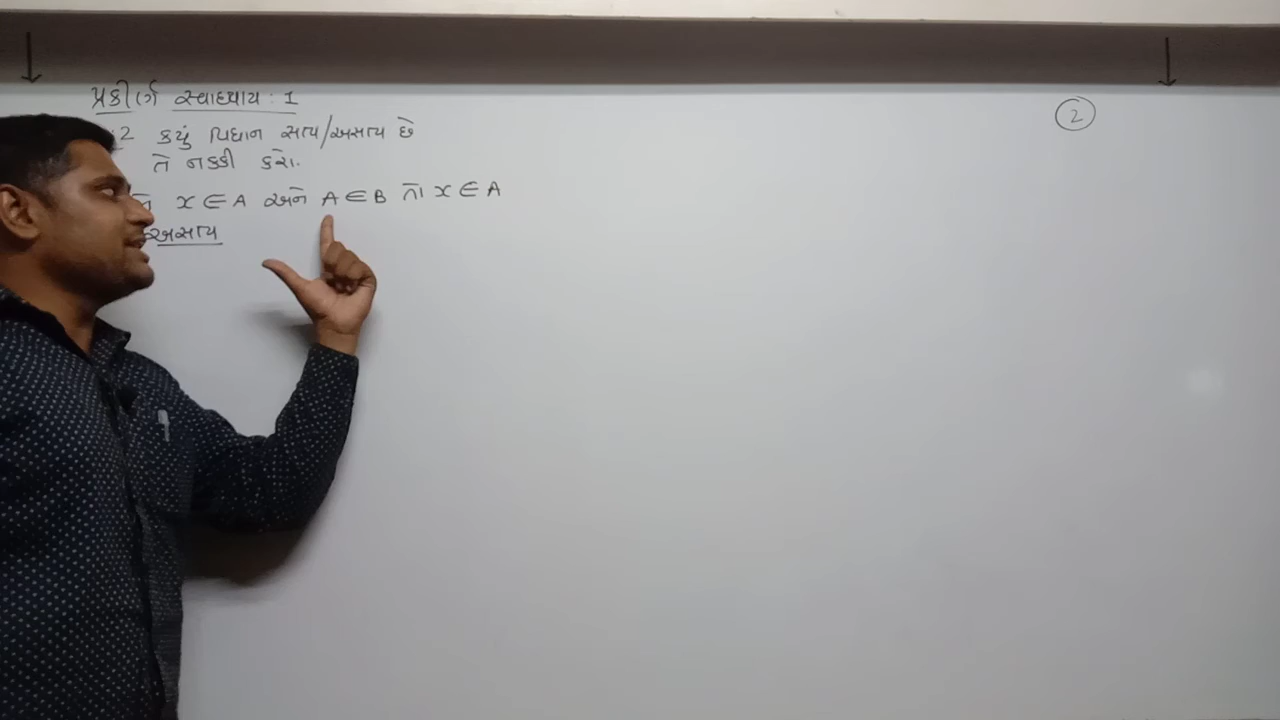 પ્રકીર્ણ સ્વાધ્યાય : 1
2
2 કયું વિધાન સત્ય/અસત્ય છે
તે નક્કી કરો.
x ∈ A અને A ∈ B તો x ∈ A
અસત્ય